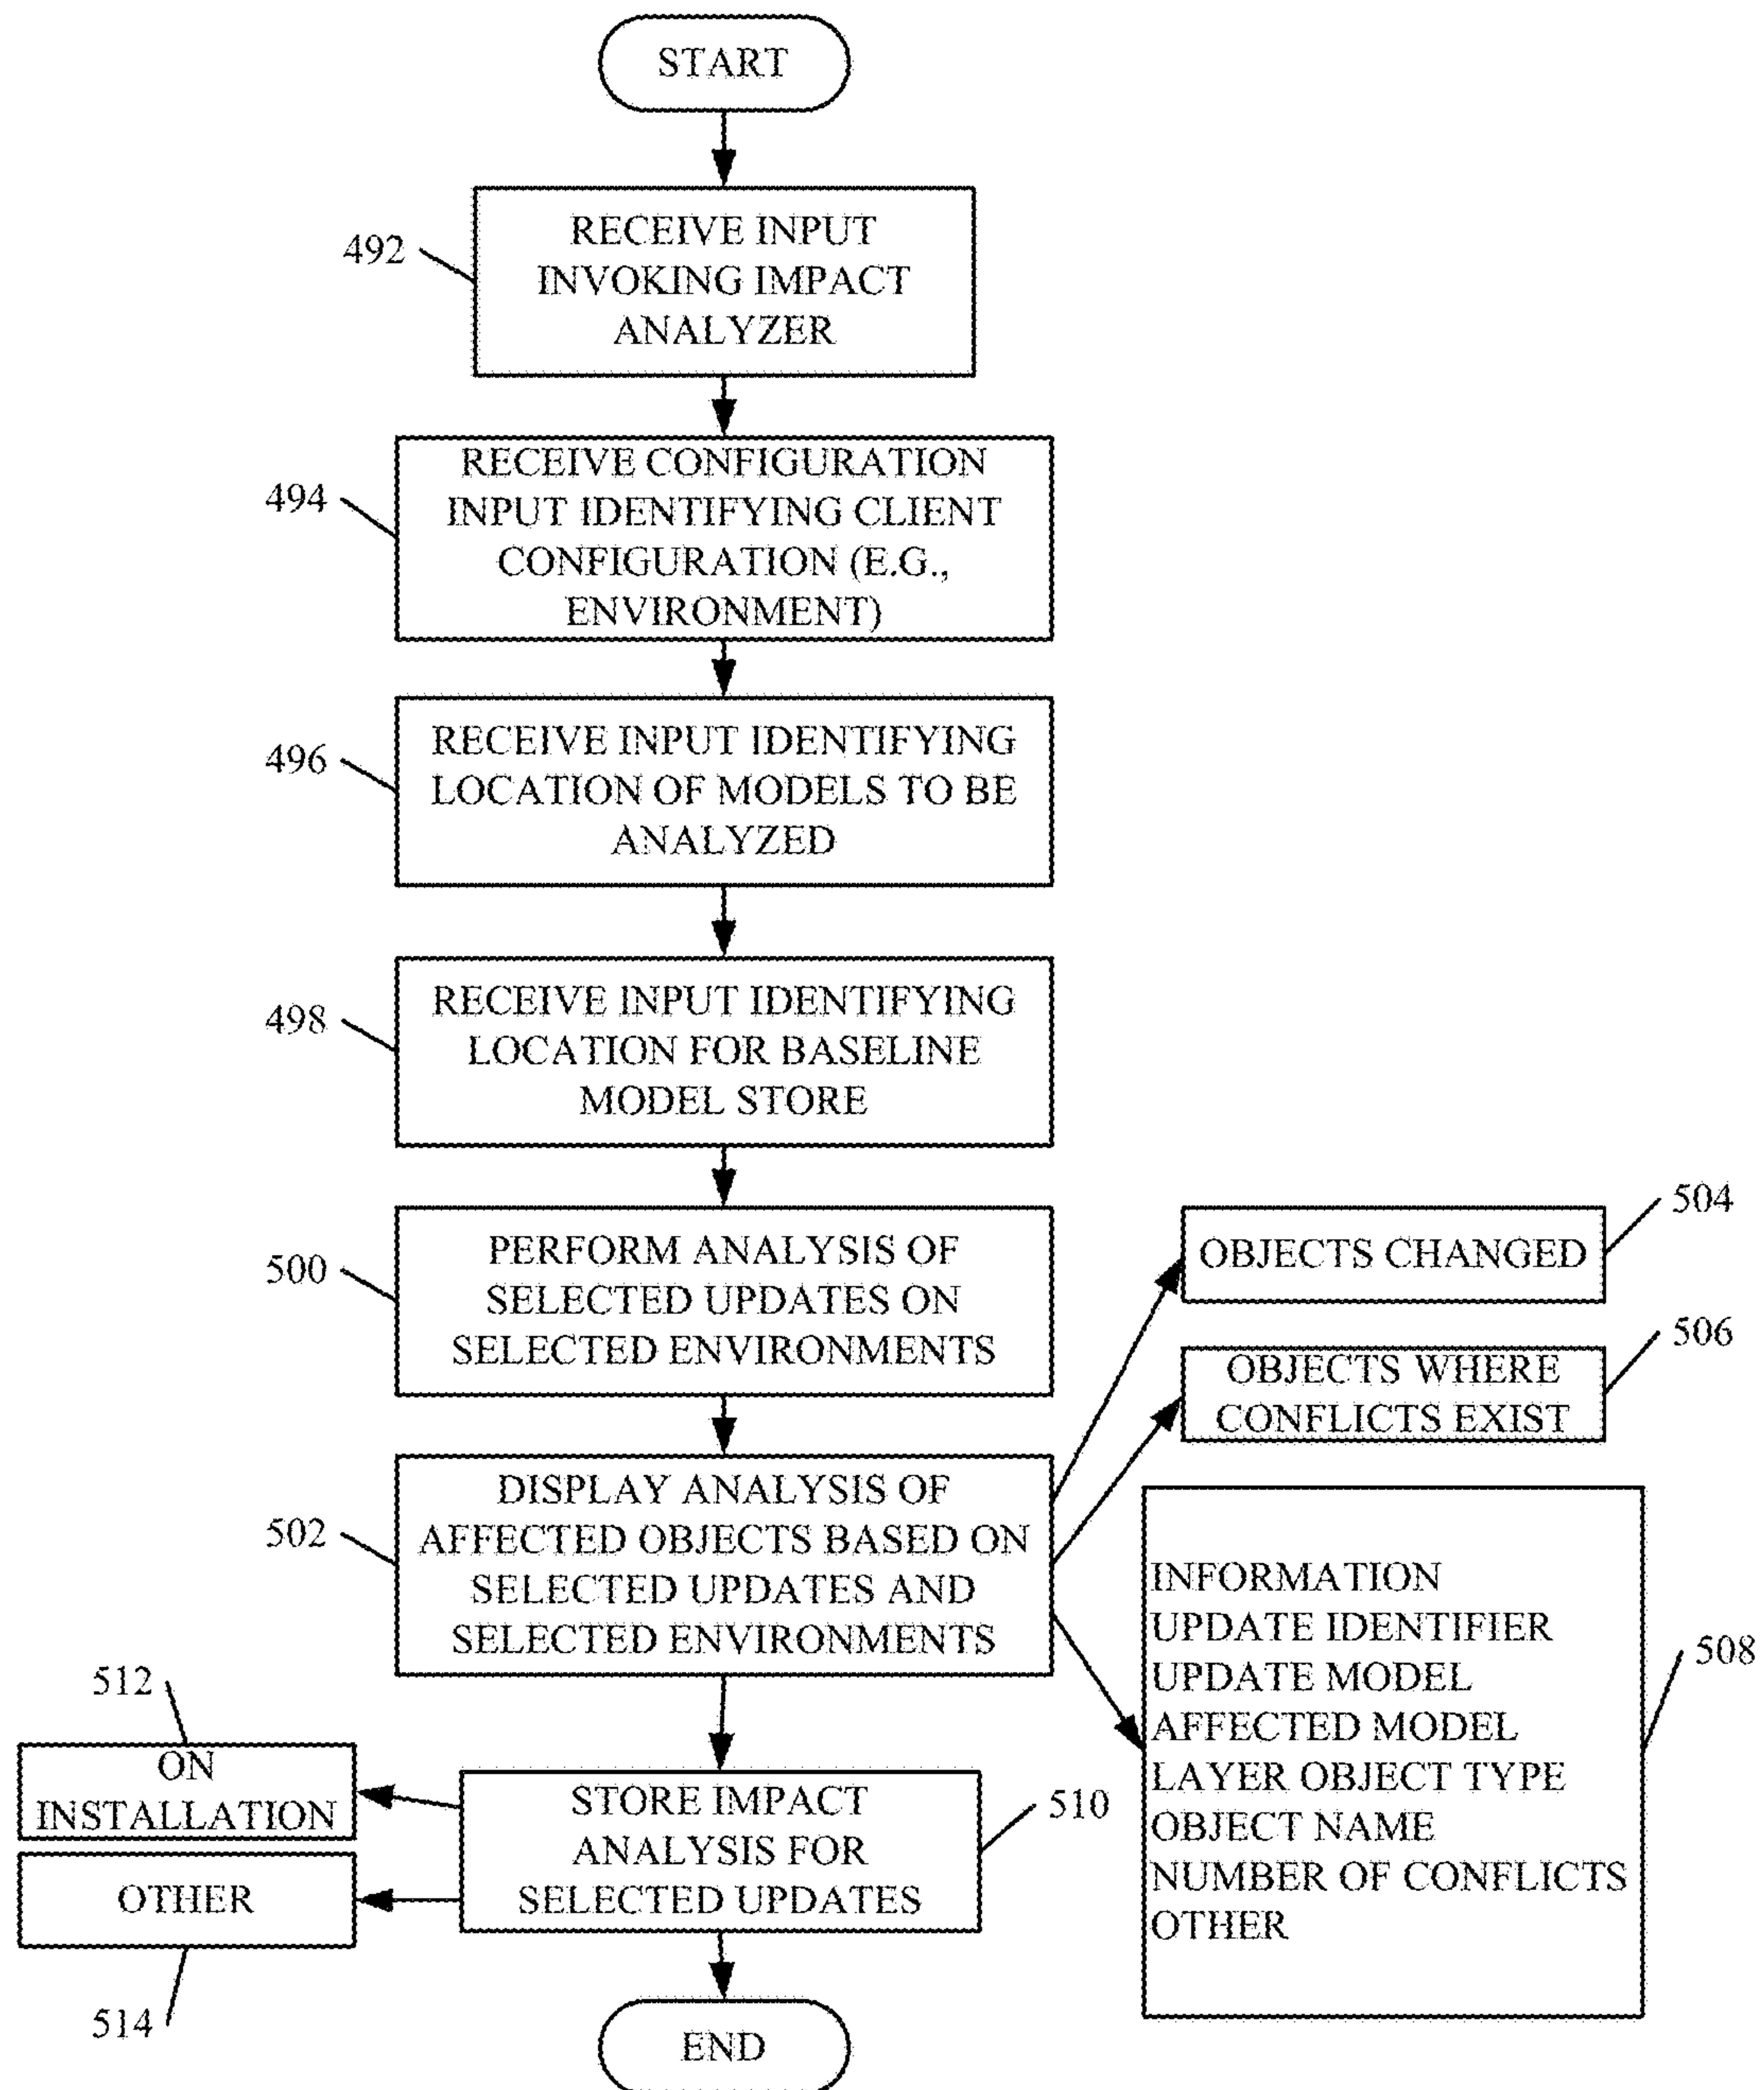 START
492
RECEIVE INPUT
INVOKING IMPACT
ANALYZER
494
RECEIVE CONFIGURATION
INPUT IDENTIFYING CLIENT
CONFIGURATION (E.G.,
ENVIRONMENT)
496
RECEIVE INPUT IDENTIFYING
LOCATION OF MODELS TO BE
ANALYZED
498
RECEIVE INPUT IDENTIFYING
LOCATION FOR BASELINE
MODEL STORE
500
PERFORM ANALYSIS OF
SELECTED UPDATES ON
SELECTED ENVIRONMENTS
502
DISPLAY ANALYSIS OF
AFFECTED OBJECTS BASED ON
SELECTED UPDATES AND
SELECTED ENVIRONMENTS
504
OBJECTS CHANGED
506
OBJECTS WHERE
CONFLICTS EXIST
508
INFORMATION
UPDATE IDENTIFIER
UPDATE MODEL
AFFECTED MODEL
LAYER OBJECT TYPE
OBJECT NAME
NUMBER OF CONFLICTS
OTHER
510
STORE IMPACT
ANALYSIS FOR
SELECTED UPDATES
512
ON
INSTALLATION
OTHER
514
END